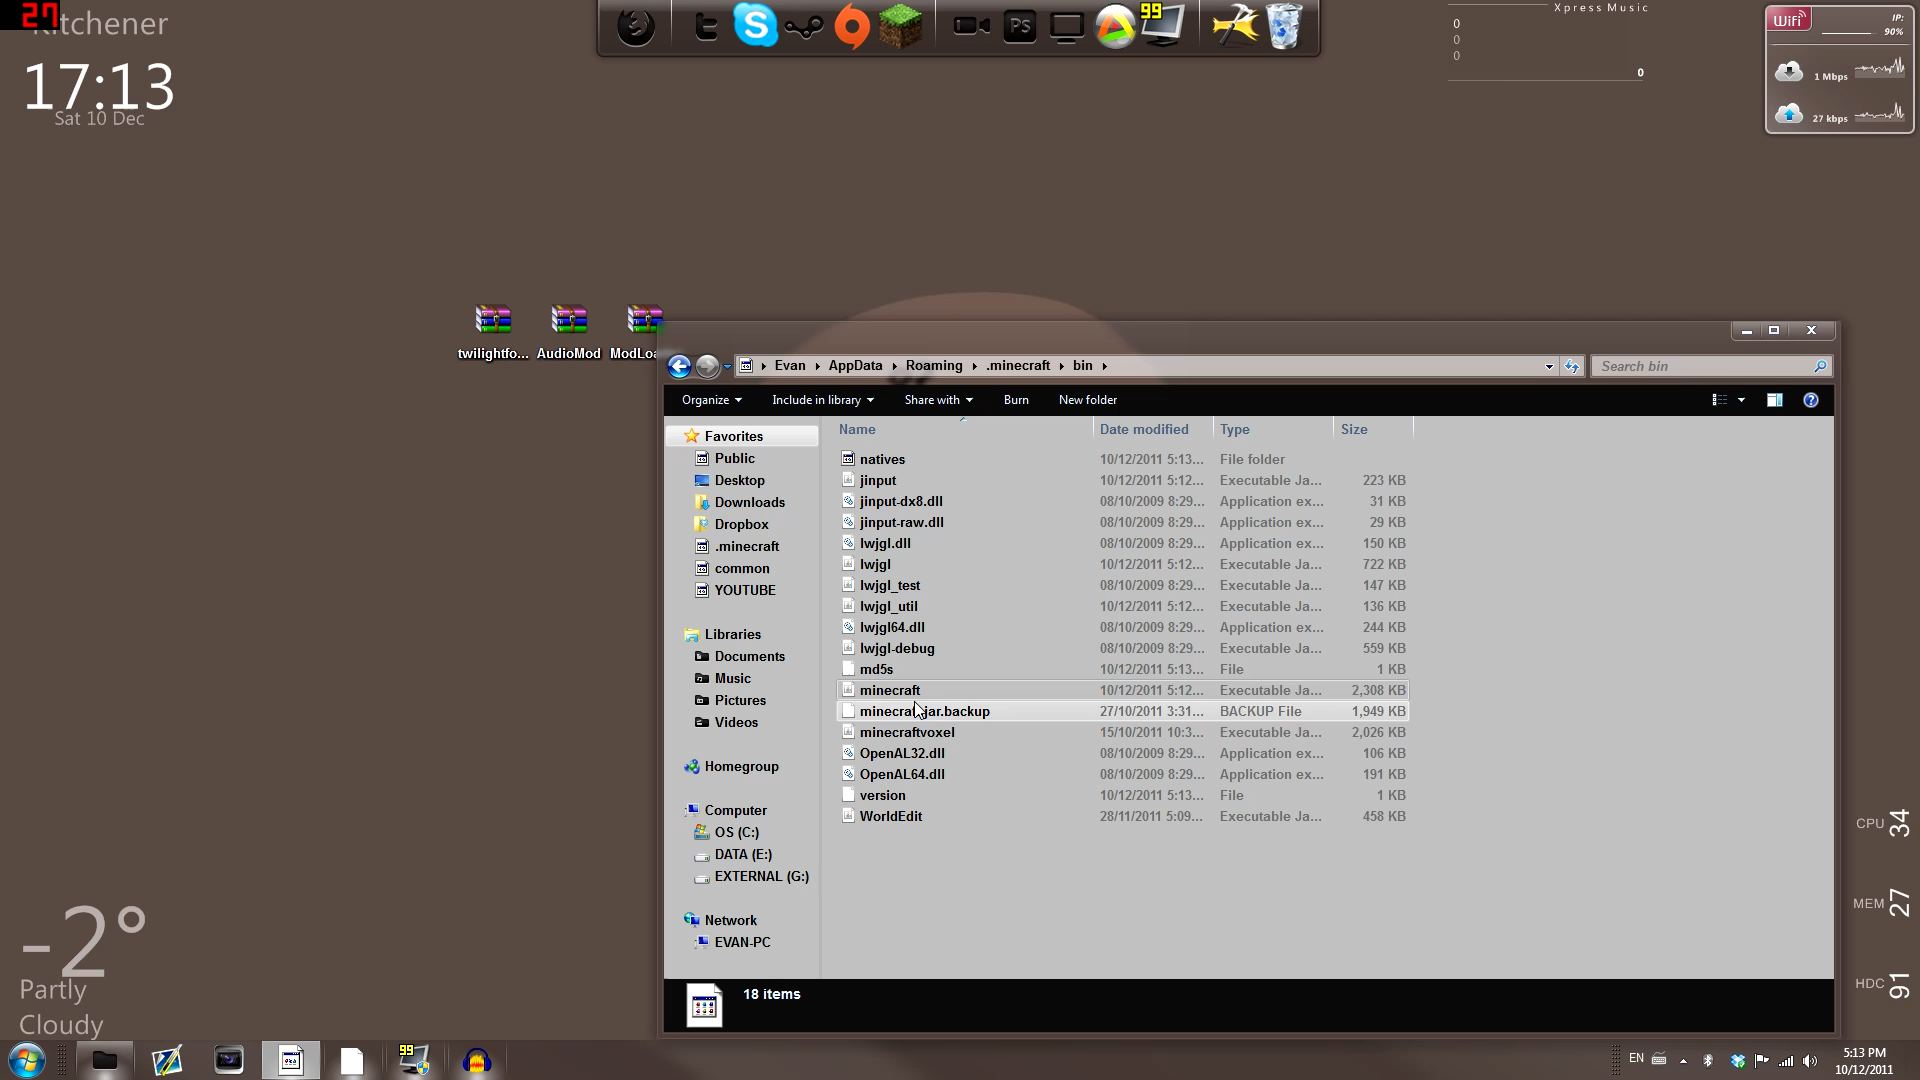 27
Kitchener
17:13
Sat 10 Dec
Ps
99
Xpress Music
0
0
0
0
WiFi
IP:
90%
1 Mbps
27 kbps
twilightfo...
AudioMod
Evan
AppData
Roaming
.minecraft
bin
Search bin
Organize
Include in library
Share with
Burn
New folder
Favorites
Public
Desktop
Downloads
Dropbox
.minecraft
common
YOUTUBE
Libraries
Documents
Music
Pictures
Videos
Homegroup
Computer
OS (C:)
DATA (E:)
EXTERNAL (G:)
Network
EVAN-PC
Name Date modified Type Size
natives 10/12/2011 5:13... File folder
jinput 10/12/2011 5:12... Executable Ja... 223 KB
jinput-dx8.dll 08/10/2009 8:29... Application ex... 31 KB
jinput-raw.dll 08/10/2009 8:29... Application ex... 29 KB
lwjgl.dll 08/10/2009 8:29... Application ex... 150 KB
lwjgl 10/12/2011 5:12... Executable Ja... 722 KB
lwjgl_test 08/10/2009 8:29... Executable Ja... 147 KB
lwjgl_util 10/12/2011 5:12... Executable Ja... 136 KB
lwjgl64.dll 08/10/2009 8:29... Application ex... 244 KB
lwjgl-debug 08/10/2009 8:29... Executable Ja... 559 KB
md5s 10/12/2011 5:13... File 1 KB
minecraft 10/12/2011 5:12... Executable Ja... 2,308 KB
minecraft.jar.backup 27/10/2011 3:31... BACKUP File 1,949 KB
minecraftvoxel 15/10/2011 10:3... Executable Ja... 2,026 KB
OpenAL32.dll 08/10/2009 8:29... Application ex... 106 KB
OpenAL64.dll 08/10/2009 8:29... Application ex... 191 KB
version 10/12/2011 5:13... File 1 KB
WorldEdit 28/11/2011 5:09... Executable Ja... 458 KB
18 items
CPU 34
MEM 27
HDC 91
-2°
Partly
Cloudy
99
EN
5:13 PM
10/12/2011